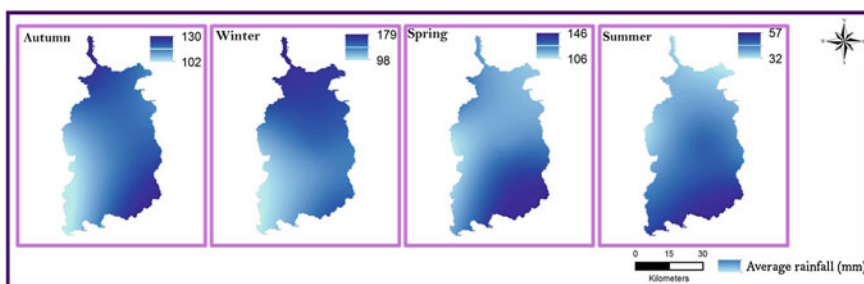 Autumn
130
102
Winter
179
98
Spring
146
106
Summer
57
32
0 15 30
Kilometers
Average rainfall (mm)